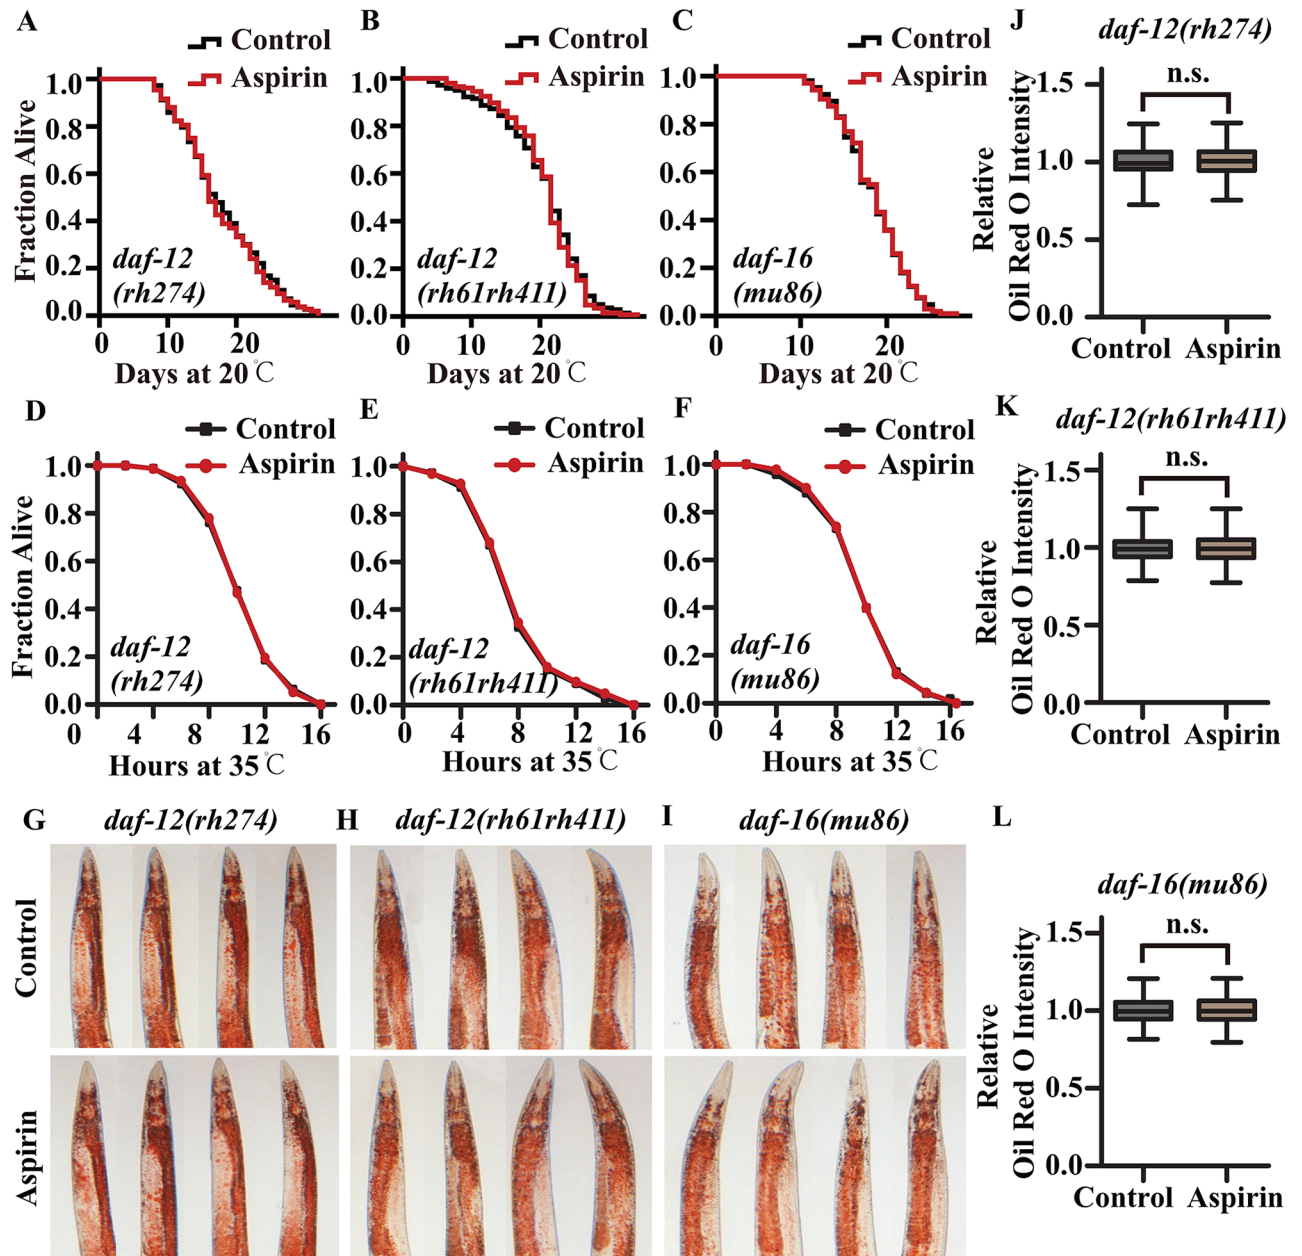 A
Control
Aspirin
Fraction Alive
1.0
0.8
0.6
0.4
0.2
0.0
daf-12
(rh274)
0 10 20
Days at 20℃
B
Control
Aspirin
1.0
0.8
0.6
0.4
0.2
0.0
daf-12
(rh61rh411)
0 10 20
Days at 20℃
C
Control
Aspirin
1.0
0.8
0.6
0.4
0.2
0.0
daf-16
(mu86)
0 10 20
Days at 20℃
J
daf-12(rh274)
n.s.
Relative
Oil Red O Intensity
1.5
1.0
0.5
0.0
Control Aspirin
D
Control
Aspirin
Fraction Alive
1.0
0.8
0.6
0.4
0.2
0.0
daf-12
(rh274)
0 4 8 12 16
Hours at 35℃
E
Control
Aspirin
1.0
0.8
0.6
0.4
0.2
0.0
daf-12
(rh61rh411)
0 4 8 12 16
Hours at 35℃
F
Control
Aspirin
1.0
0.8
0.6
0.4
0.2
0.0
daf-16
(mu86)
0 4 8 12 16
Hours at 35℃
K
daf-12(rh61rh411)
n.s.
Relative
Oil Red O Intensity
1.5
1.0
0.5
0.0
Control Aspirin
G
daf-12(rh274)
H
daf-12(rh61rh411)
I
daf-16(mu86)
Control
Aspirin
L
daf-16(mu86)
n.s.
Relative
Oil Red O Intensity
1.5
1.0
0.5
0.0
Control Aspirin